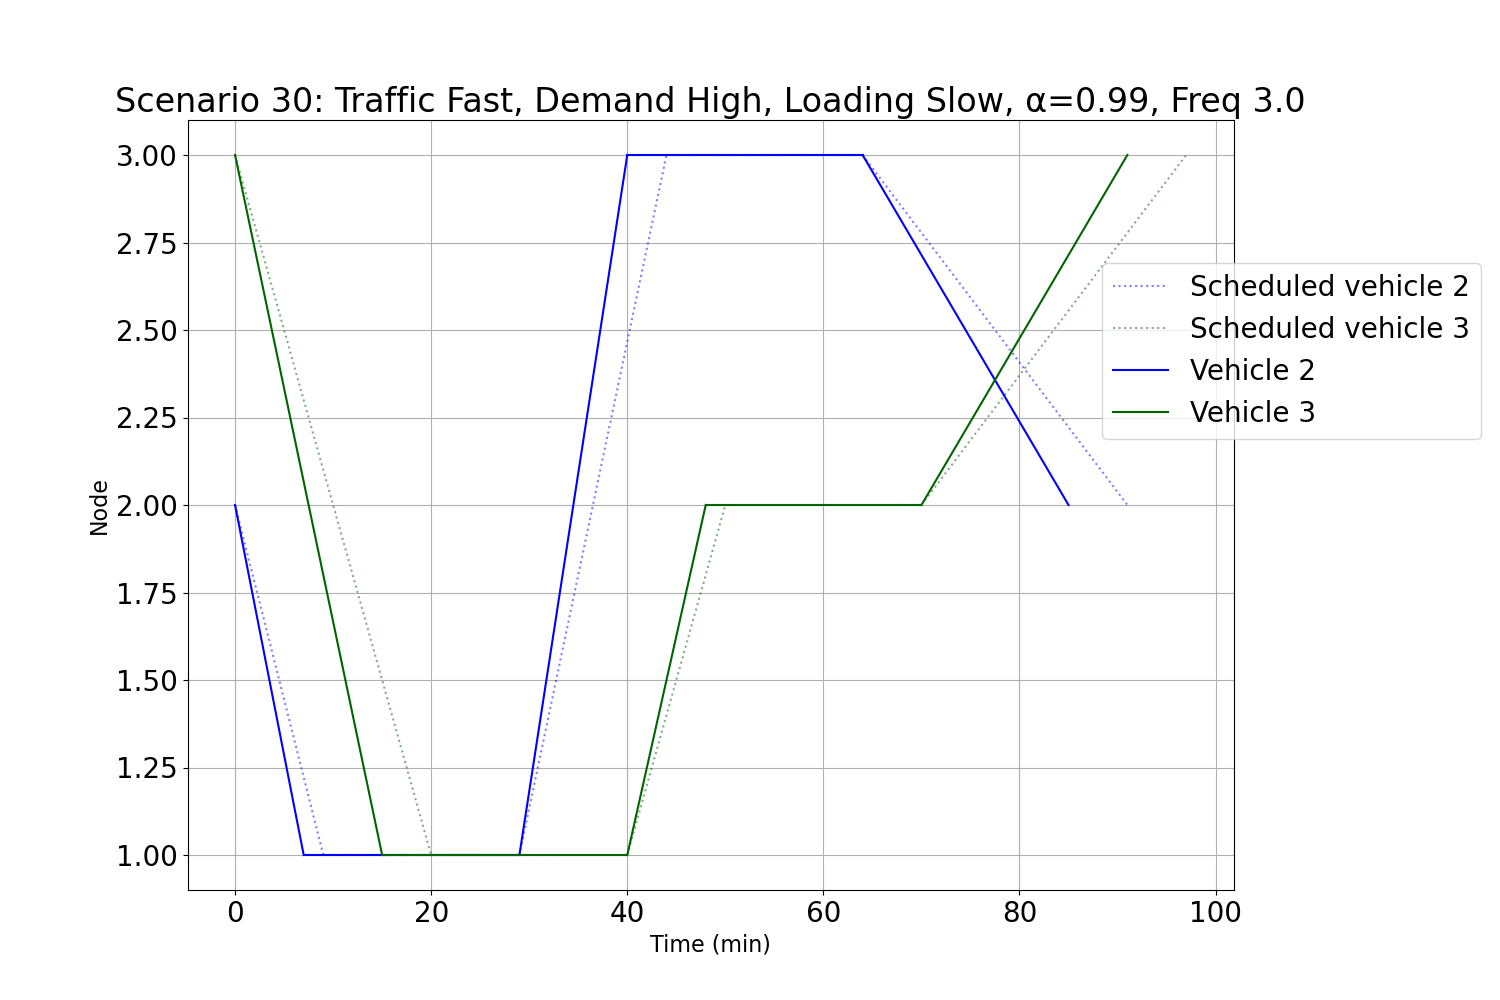 Scenario 30: Traffic Fast, Demand High, Loading Slow, α=0.99, Freq 3.0
3.00
2.75
2.50
2.25
2.00
1.75
1.50
1.25
1.00
Node
Scheduled vehicle 2
Scheduled vehicle 3
Vehicle 2
Vehicle 3
0 20 40 60 80 100
Time (min)